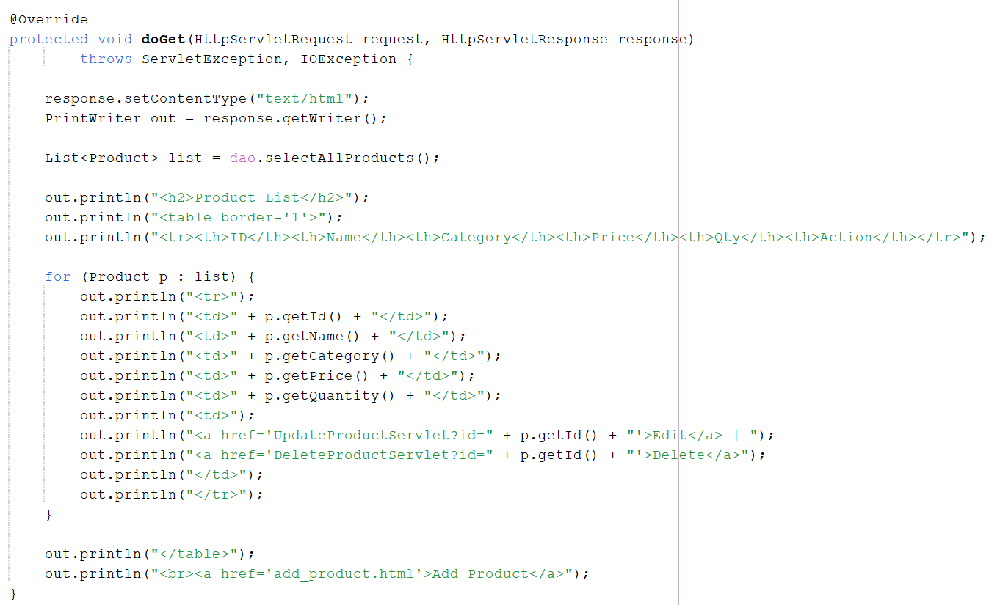 @Override
protected void doGet(HttpServletRequest request, HttpServletResponse response)
        throws ServletException, IOException {

    response.setContentType("text/html");
    PrintWriter out = response.getWriter();

    List<Product> list = dao.selectAllProducts();

    out.println("<h2>Product List</h2>");
    out.println("<table border='1'>");
    out.println("<tr><th>ID</th><th>Name</th><th>Category</th><th>Price</th><th>Qty</th><th>Action</th></tr>");

    for (Product p : list) {
        out.println("<tr>");
        out.println("<td>" + p.getId() + "</td>");
        out.println("<td>" + p.getName() + "</td>");
        out.println("<td>" + p.getCategory() + "</td>");
        out.println("<td>" + p.getPrice() + "</td>");
        out.println("<td>" + p.getQuantity() + "</td>");
        out.println("<td>");
        out.println("<a href='UpdateProductServlet?id=" + p.getId() + "'>Edit</a> | ");
        out.println("<a href='DeleteProductServlet?id=" + p.getId() + "'>Delete</a>");
        out.println("</td>");
        out.println("</tr>");
    }

    out.println("</table>");
    out.println("<br><a href='add_product.html'>Add Product</a>");
}